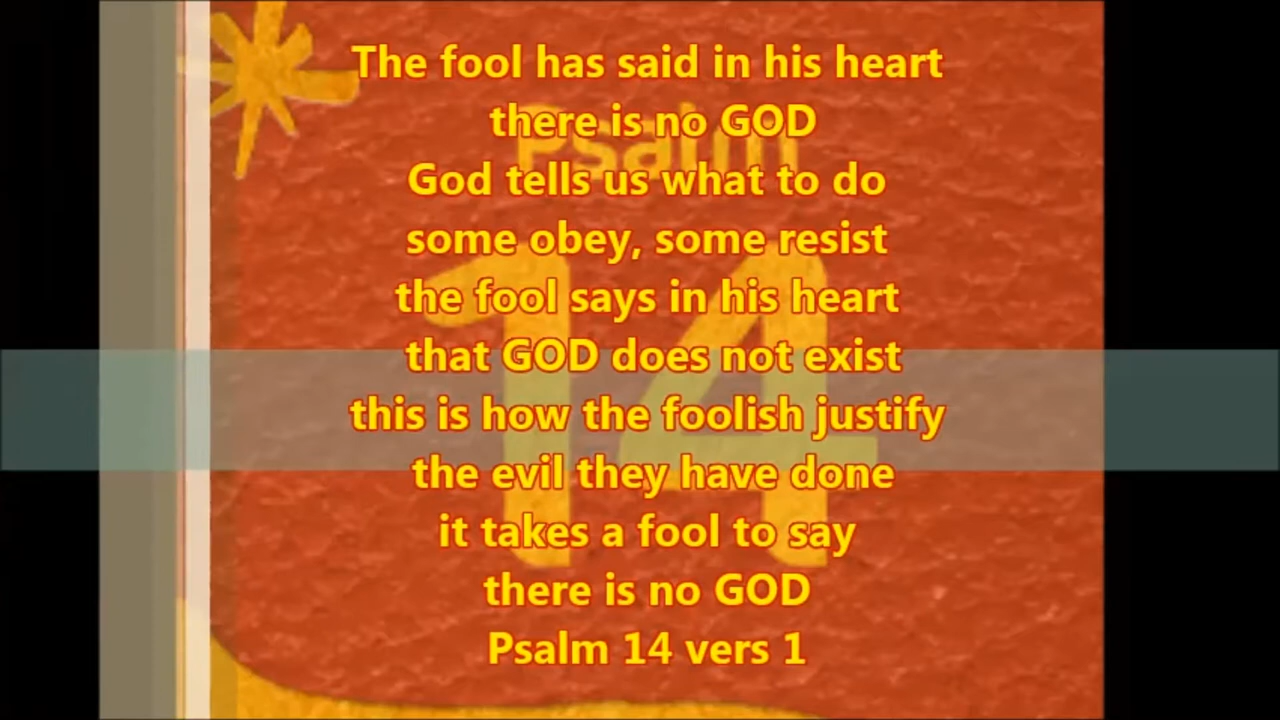 The fool has said in his heart
there is no GOD
Psalm
God tells us what to do
some obey, some resist
14
the fool says in his heart
that GOD does not exist
this is how the foolish justify
the evil they have done
it takes a fool to say
there is no GOD
Psalm 14 vers 1